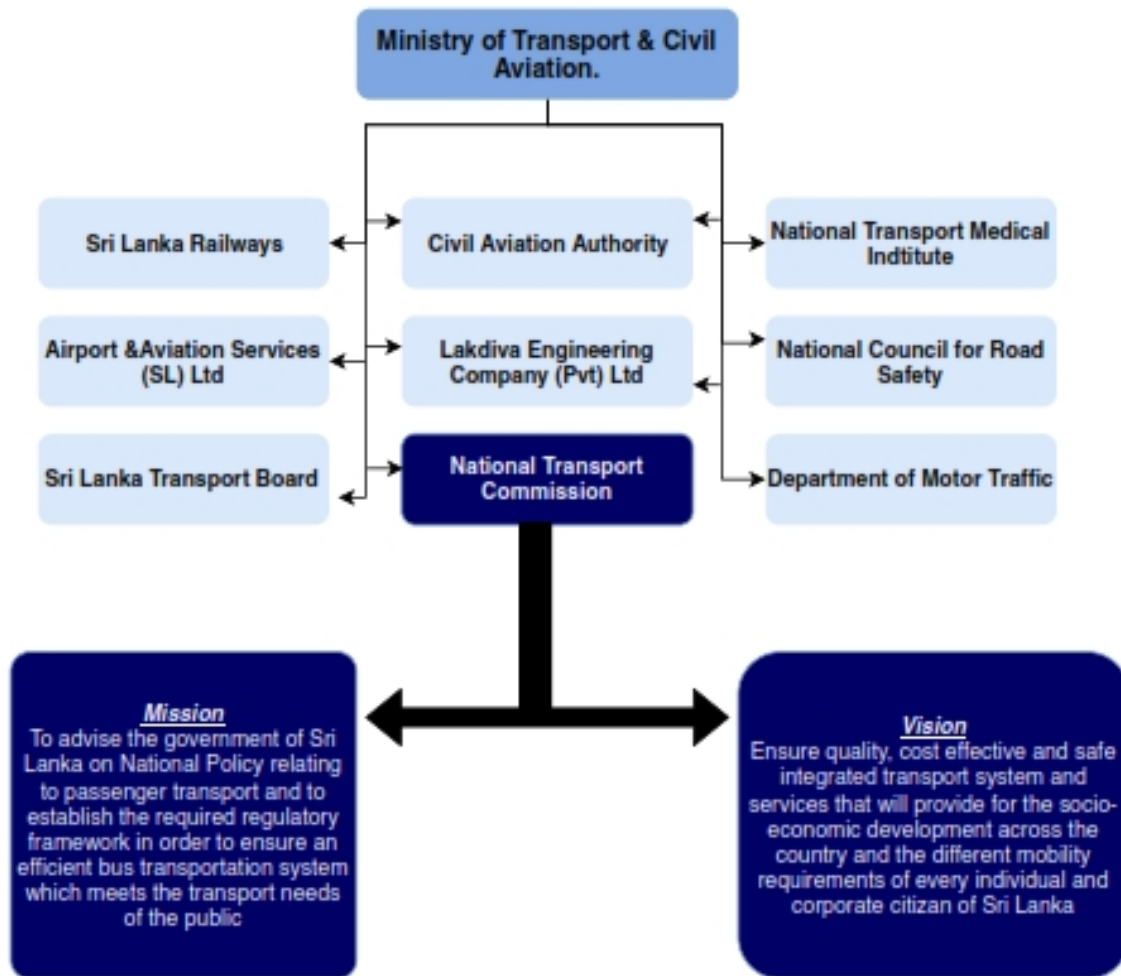 Ministry of Transport & Civil
Aviation.
Sri Lanka Railways
Civil Aviation Authority
National Transport Medical
Indtitute
Airport &Aviation Services
(SL) Ltd
Lakdiva Engineering
Company (Pvt) Ltd
National Council for Road
Safety
Sri Lanka Transport Board
National Transport
Commission
Department of Motor Traffic
Mission
To advise the government of Sri
Lanka on National Policy relating
to passenger transport and to
establish the required regulatory
framework in order to ensure an
efficient bus transportation system
which meets the transport needs
of the public
Vision
Ensure quality, cost effective and safe
integrated transport system and
services that will provide for the socio-
economic development across the
country and the different mobility
requirements of every individual and
corporate citizan of Sri Lanka